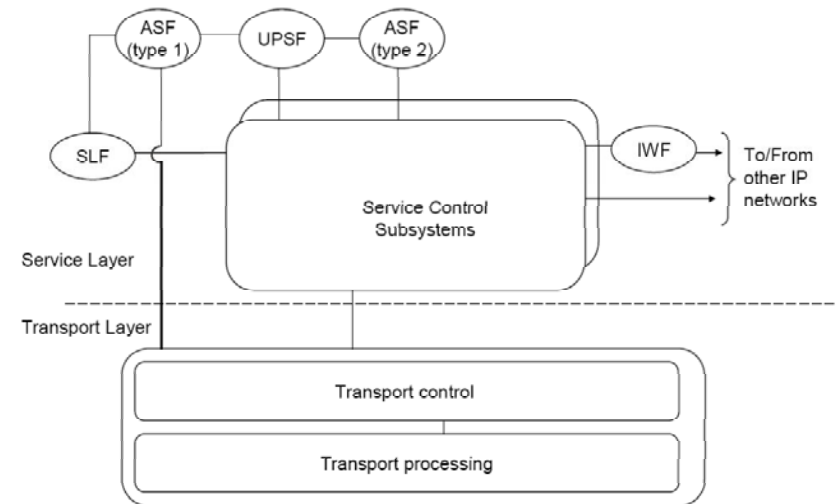 ASF
(type 1)
UPSF
ASF
(type 2)
SLF
IWF
To/From
other IP
networks
Service Control
Subsystems
Service Layer
Transport Layer
Transport control
Transport processing